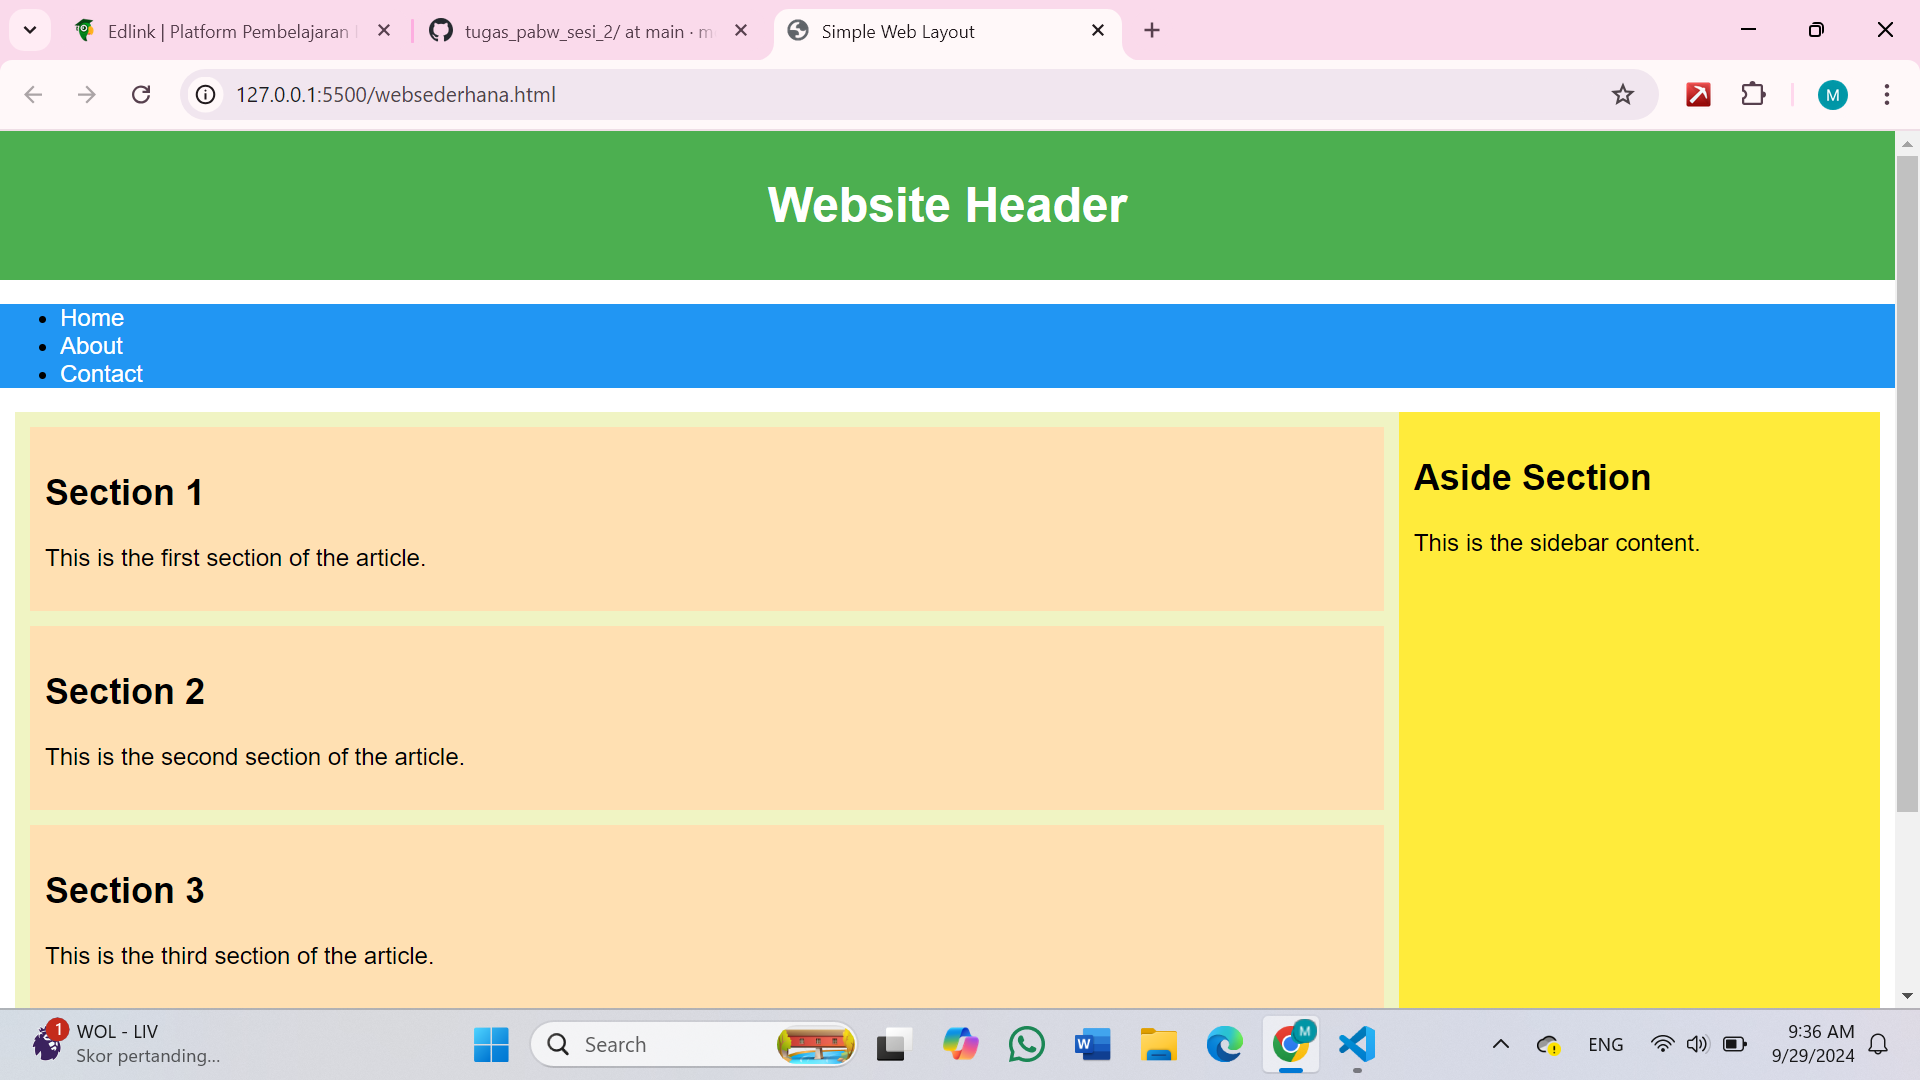 Edlink | Platform Pembelajaran
tugas_pabw_sesi_2/ at main · m
Simple Web Layout
127.0.0.1:5500/websederhana.html
M
Website Header
Home
About
Contact
Section 1
This is the first section of the article.
Section 2
This is the second section of the article.
Section 3
This is the third section of the article.
Aside Section
This is the sidebar content.
1
WOL - LIV
Skor pertanding...
Search
W
M
ENG
9:36 AM
9/29/2024